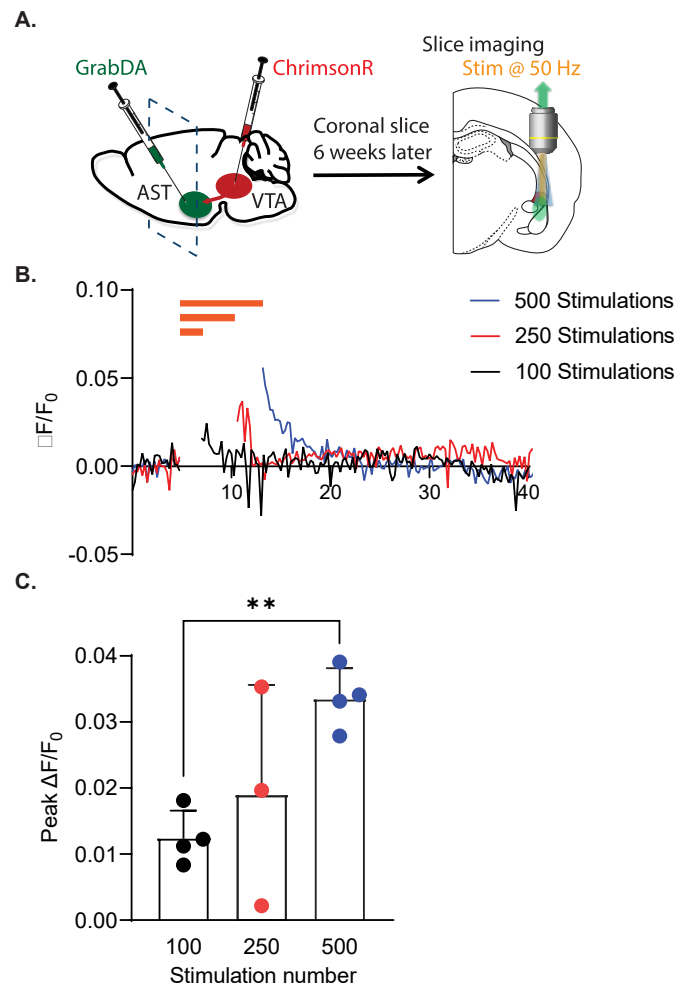 A.
GrabDA
ChrimsonR
AST
VTA
Coronal slice
6 weeks later
Slice imaging
Stim @ 50 Hz
B.
0.10
0.05
0.00
-0.05
□F/F₀
10
20
30
40
500 Stimulations
250 Stimulations
100 Stimulations
C.
**
0.04
0.03
0.02
0.01
0.00
Peak ΔF/F₀
100
250
500
Stimulation number